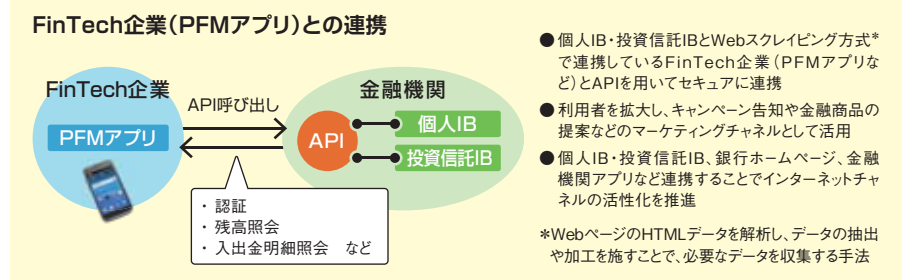 FinTech企業(PFMアプリ)との連携
FinTech企業
PFMアプリ
API呼び出し
金融機関
API
個人IB
投資信託IB
・認証
・残高照会
・入出金明細照会 など
●個人IB・投資信託IBとWebスクレイピング方式*
で連携しているFinTech企業(PFMアプリな
ど)とAPIを用いてセキュアに連携
●利用者を拡大し、キャンペーン告知や金融商品の
提案などのマーケティングチャネルとして活用
●個人IB・投資信託IB、銀行ホームページ、金融
機関アプリなど連携することでインターネットチャ
ネルの活性化を推進
*WebページのHTMLデータを解析し、データの抽出
や加工を施すことで、必要なデータを収集する手法